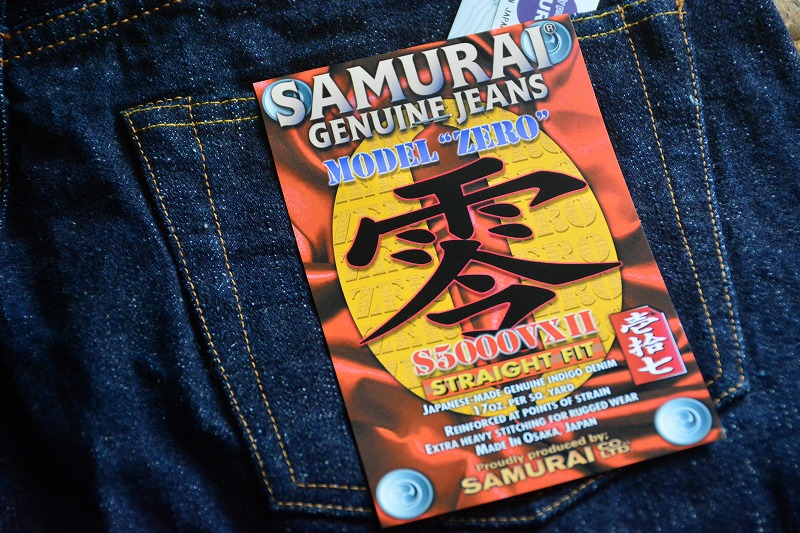 SAMURAI®
GENUINE JEANS
MODEL "ZERO"
零
S5000VXII
STRAIGHT FIT
壱拾七
JAPANESE-MADE GENUINE INDIGO DENIM
17oz. PER SQ. YARD
REINFORCED AT POINTS OF STRAIN
EXTRA HEAVY STITCHING FOR RUGGED WEAR
MADE IN OSAKA, JAPAN
Proudly produced by;
SAMURAI CO. LTD.